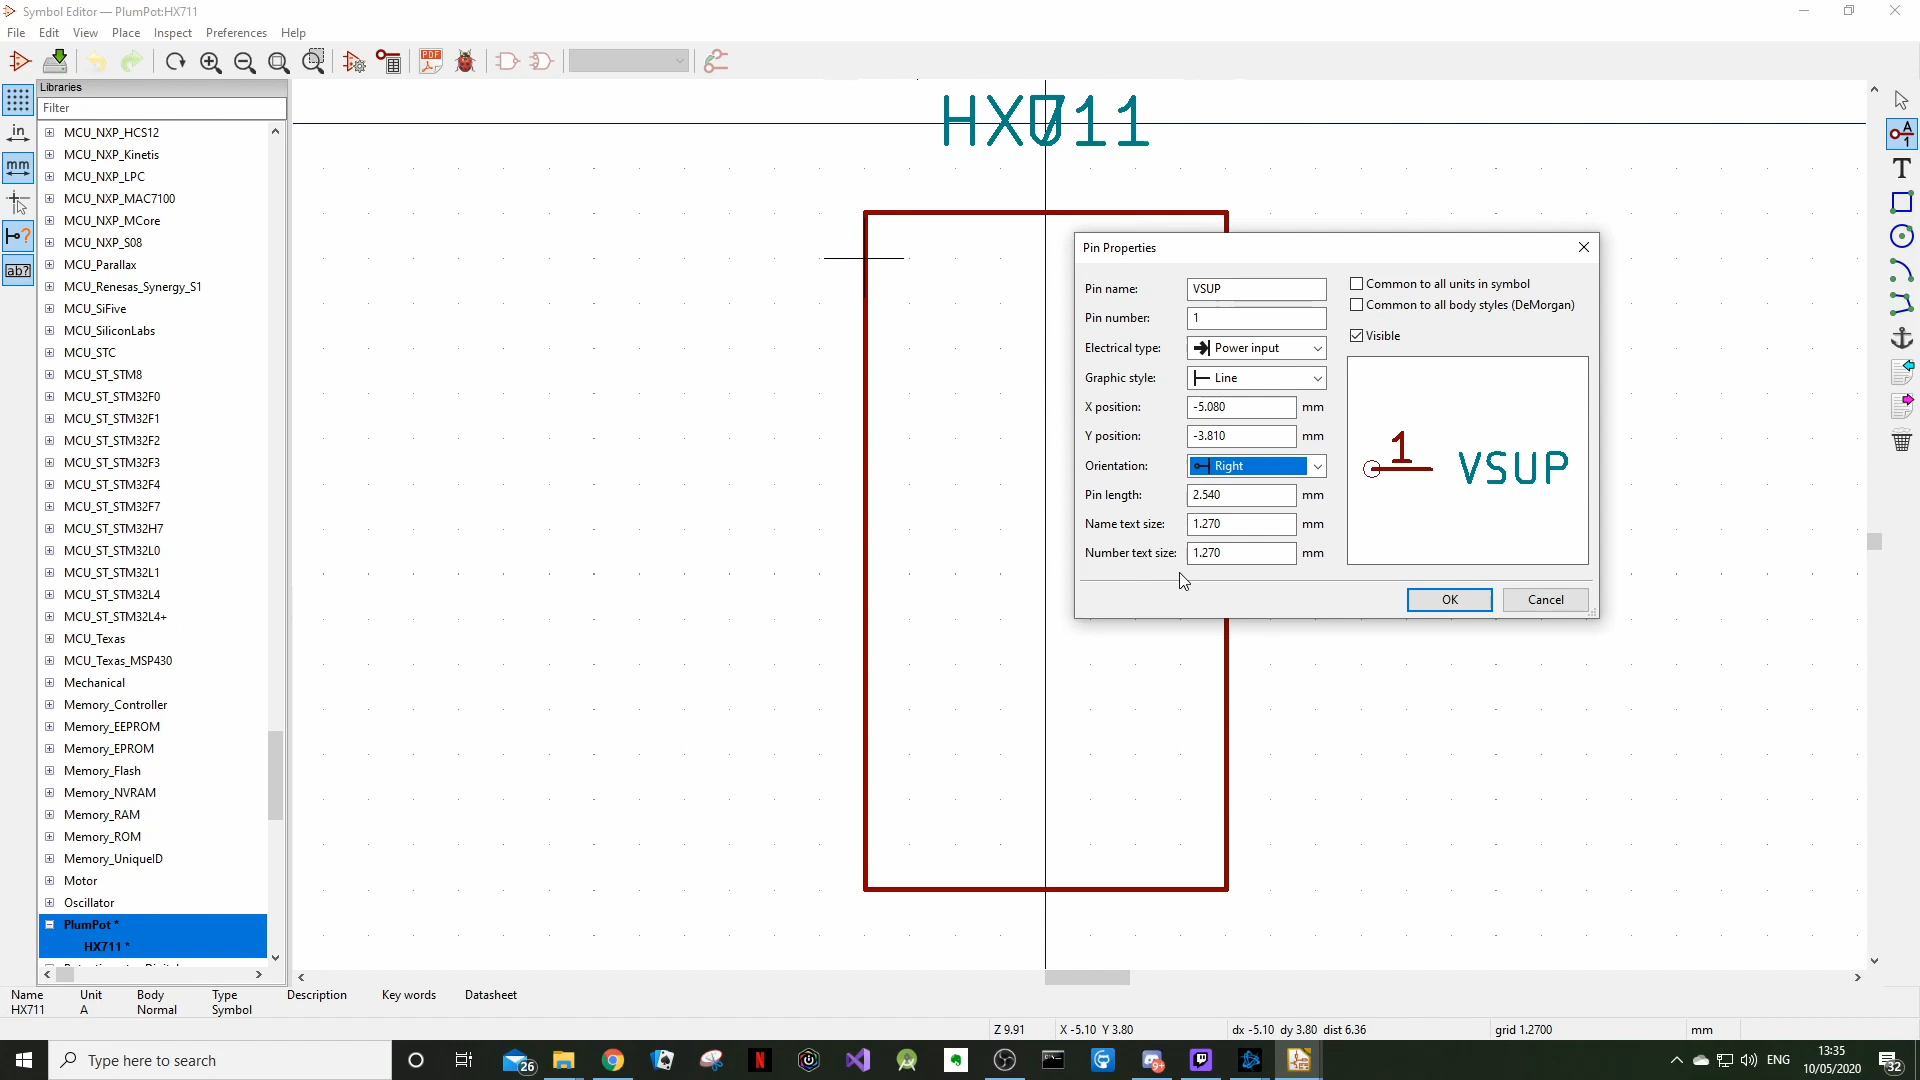 Symbol Editor — PlumPot:HX711
File Edit View Place Inspect Preferences Help
PDF
Libraries
Filter
in
mm
ab?
MCU_NXP_HCS12
MCU_NXP_Kinetis
MCU_NXP_LPC
MCU_NXP_MAC7100
MCU_NXP_MCore
MCU_NXP_S08
MCU_Parallax
MCU_Renesas_Synergy_S1
MCU_SiFive
MCU_SiliconLabs
MCU_STC
MCU_ST_STM8
MCU_ST_STM32F0
MCU_ST_STM32F1
MCU_ST_STM32F2
MCU_ST_STM32F3
MCU_ST_STM32F4
MCU_ST_STM32F7
MCU_ST_STM32H7
MCU_ST_STM32L0
MCU_ST_STM32L1
MCU_ST_STM32L4
MCU_ST_STM32L4+
MCU_Texas
MCU_Texas_MSP430
Mechanical
Memory_Controller
Memory_EEPROM
Memory_EPROM
Memory_Flash
Memory_NVRAM
Memory_RAM
Memory_ROM
Memory_UniqueID
Motor
Oscillator
PlumPot *
HX711 *
HX711
Pin Properties
Pin name: VSUP
Pin number: 1
Electrical type: Power input
Graphic style: Line
X position: -5.080 mm
Y position: -3.810 mm
Orientation: Right
Pin length: 2.540 mm
Name text size: 1.270 mm
Number text size: 1.270 mm
Common to all units in symbol
Common to all body styles (DeMorgan)
Visible
1 VSUP
OK Cancel
A
1
T
Name Unit Body Type Description Key words Datasheet
HX711 A Normal Symbol
Z 9.91 X -5.10 Y 3.80 dx -5.10 dy 3.80 dist 6.36 grid 1.2700 mm
Type here to search
26
N
9+
ENG
13:35
10/05/2020
32